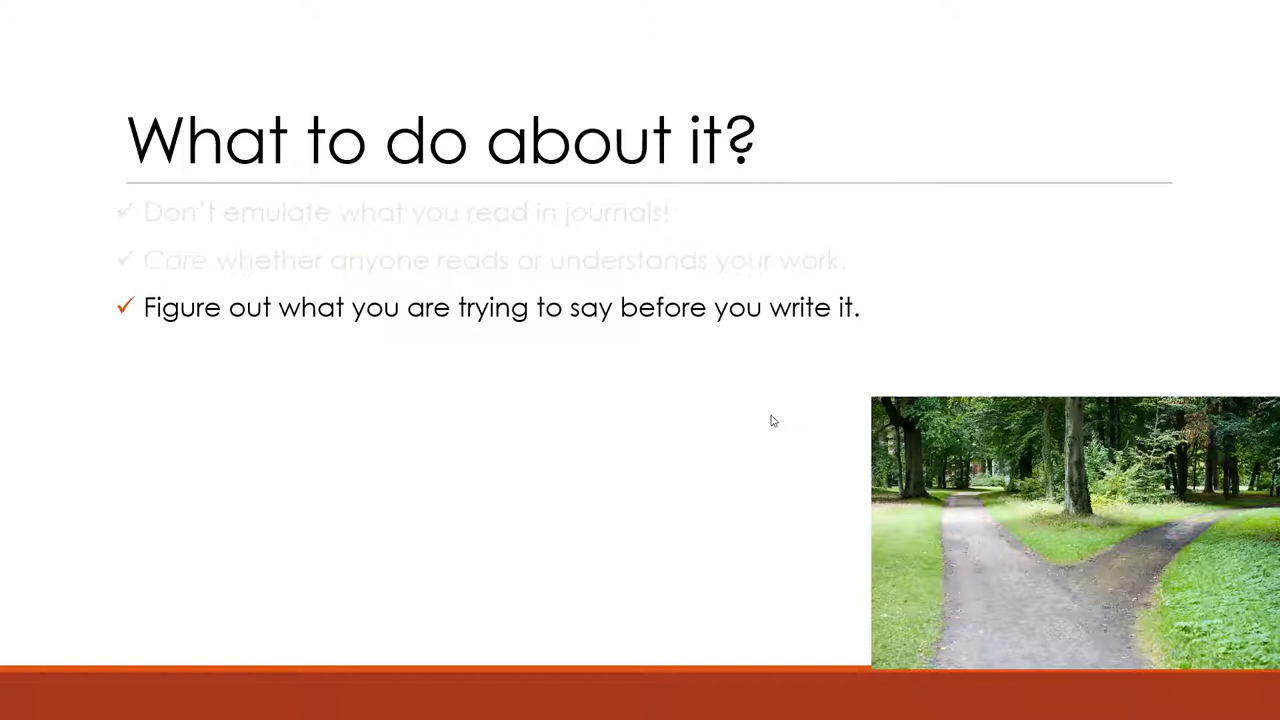 What to do about it?
✓ Don't emulate what you read in journals!
✓ Care whether anyone reads or understands your work.
✓ Figure out what you are trying to say before you write it.